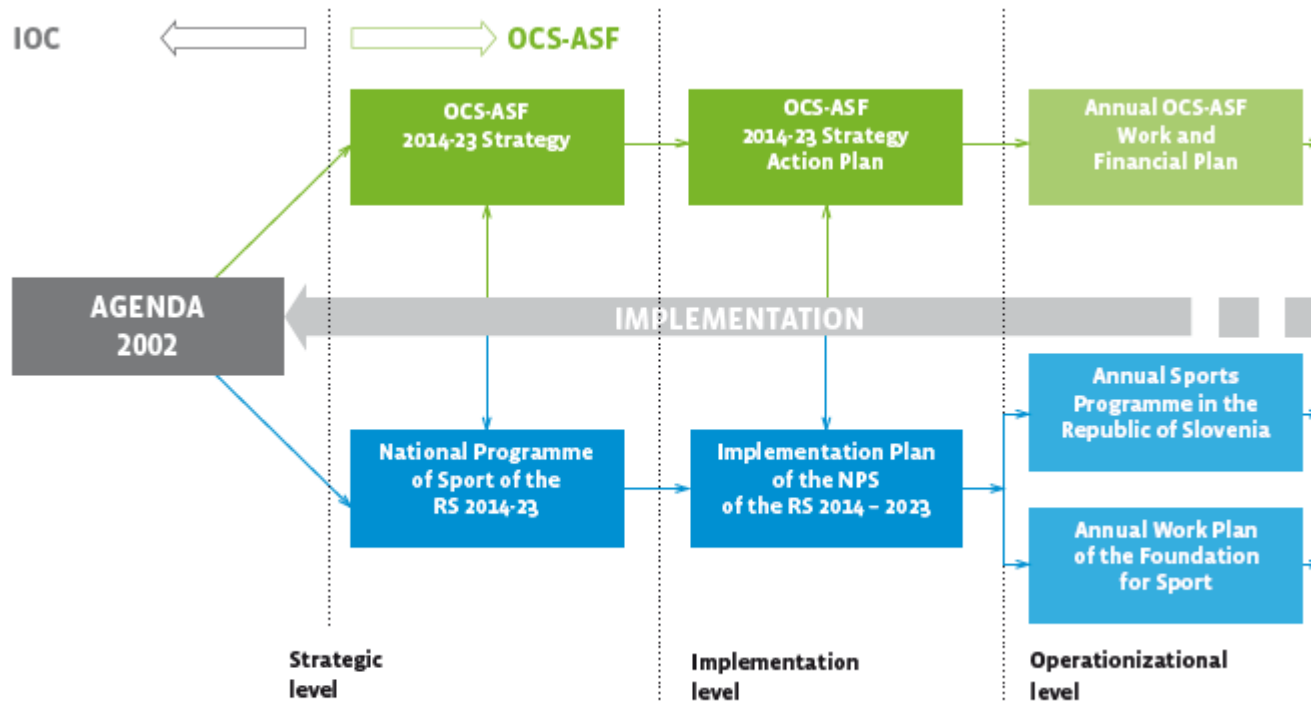 IOC
OCS-ASF
OCS-ASF
2014-23 Strategy
OCS-ASF
2014-23 Strategy
Action Plan
Annual OCS-ASF
Work and
Financial Plan
AGENDA
2002
IMPLEMENTATION
National Programme
of Sport of the
RS 2014-23
Implementation Plan
of the NPS
of the RS 2014 – 2023
Annual Sports
Programme in the
Republic of Slovenia
Annual Work Plan
of the Foundation
for Sport
Strategic
level
Implementation
level
Operationizational
level